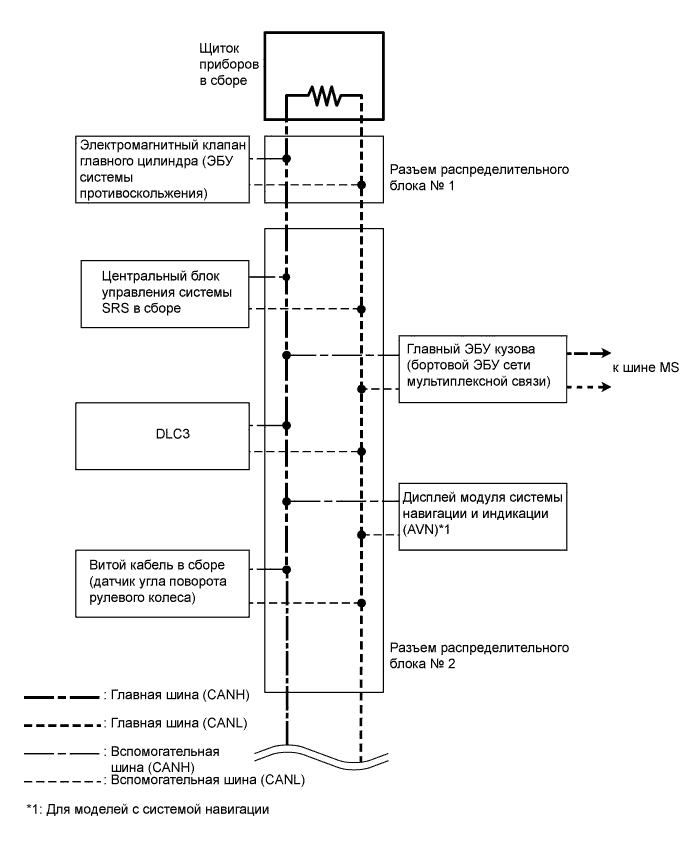 Щиток
приборов
в сборе
Электромагнитный клапан
главного цилиндра (ЭБУ
системы
противоскольжения)
Разъем распределительного
блока № 1
Центральный блок
управления системы
SRS в сборе
Главный ЭБУ кузова
(бортовой ЭБУ сети
мультиплексной связи)
к шине MS
DLC3
Дисплей модуля системы
навигации и индикации
(AVN)*1
Витой кабель в сборе
(датчик угла поворота
рулевого колеса)
Разъем распределительного
блока № 2
: Главная шина (CANH)
: Главная шина (CANL)
: Вспомогательная
шина (CANH)
: Вспомогательная шина (CANL)
*1: Для моделей с системой навигации